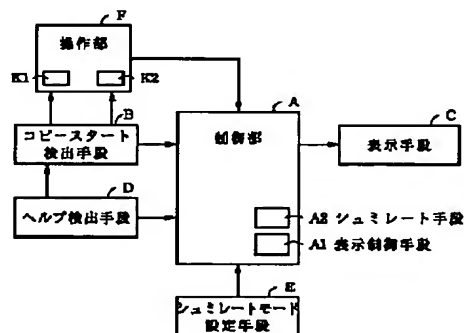 F
操作部
K1
K2
B
コピースタート
検出手段
D
ヘルプ検出手段
A
制御部
A2 シュミレート手段
A1 表示制御手段
C
表示手段
E
シュミレートモード
設定手段